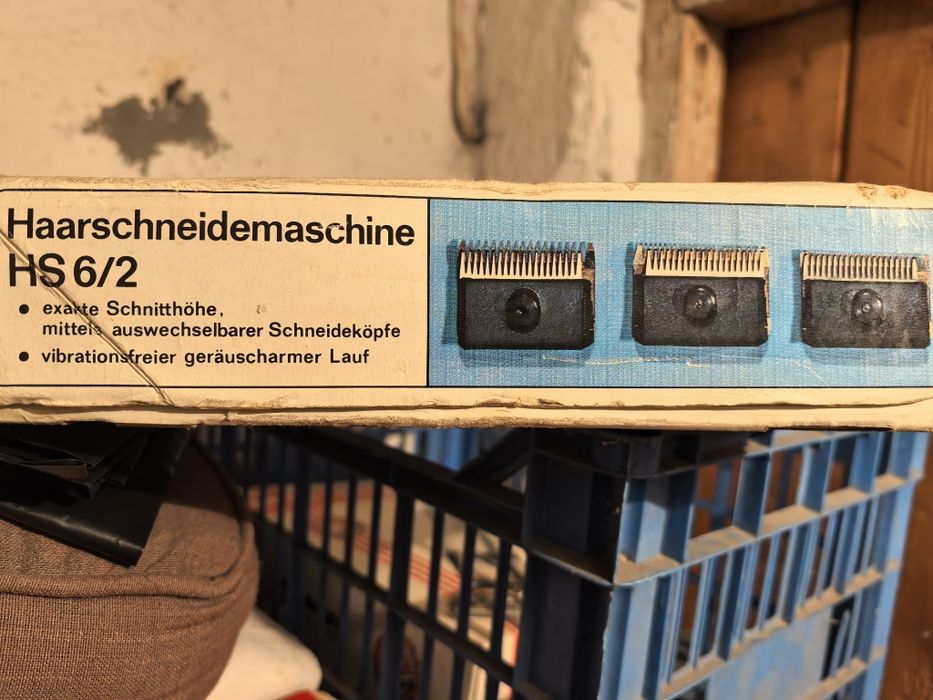 Haarschneidemaschine
HS 6/2
● exakte Schnitthöhe,
mittels auswechselbarer Schneideköpfe
● vibrationsfreier geräuscharmer Lauf